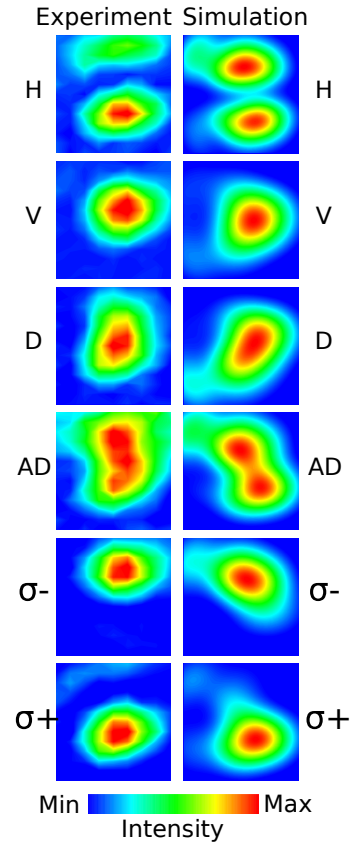 Experiment Simulation
H H
V V
D D
AD AD
σ- σ-
σ+ σ+
Min Max
Intensity